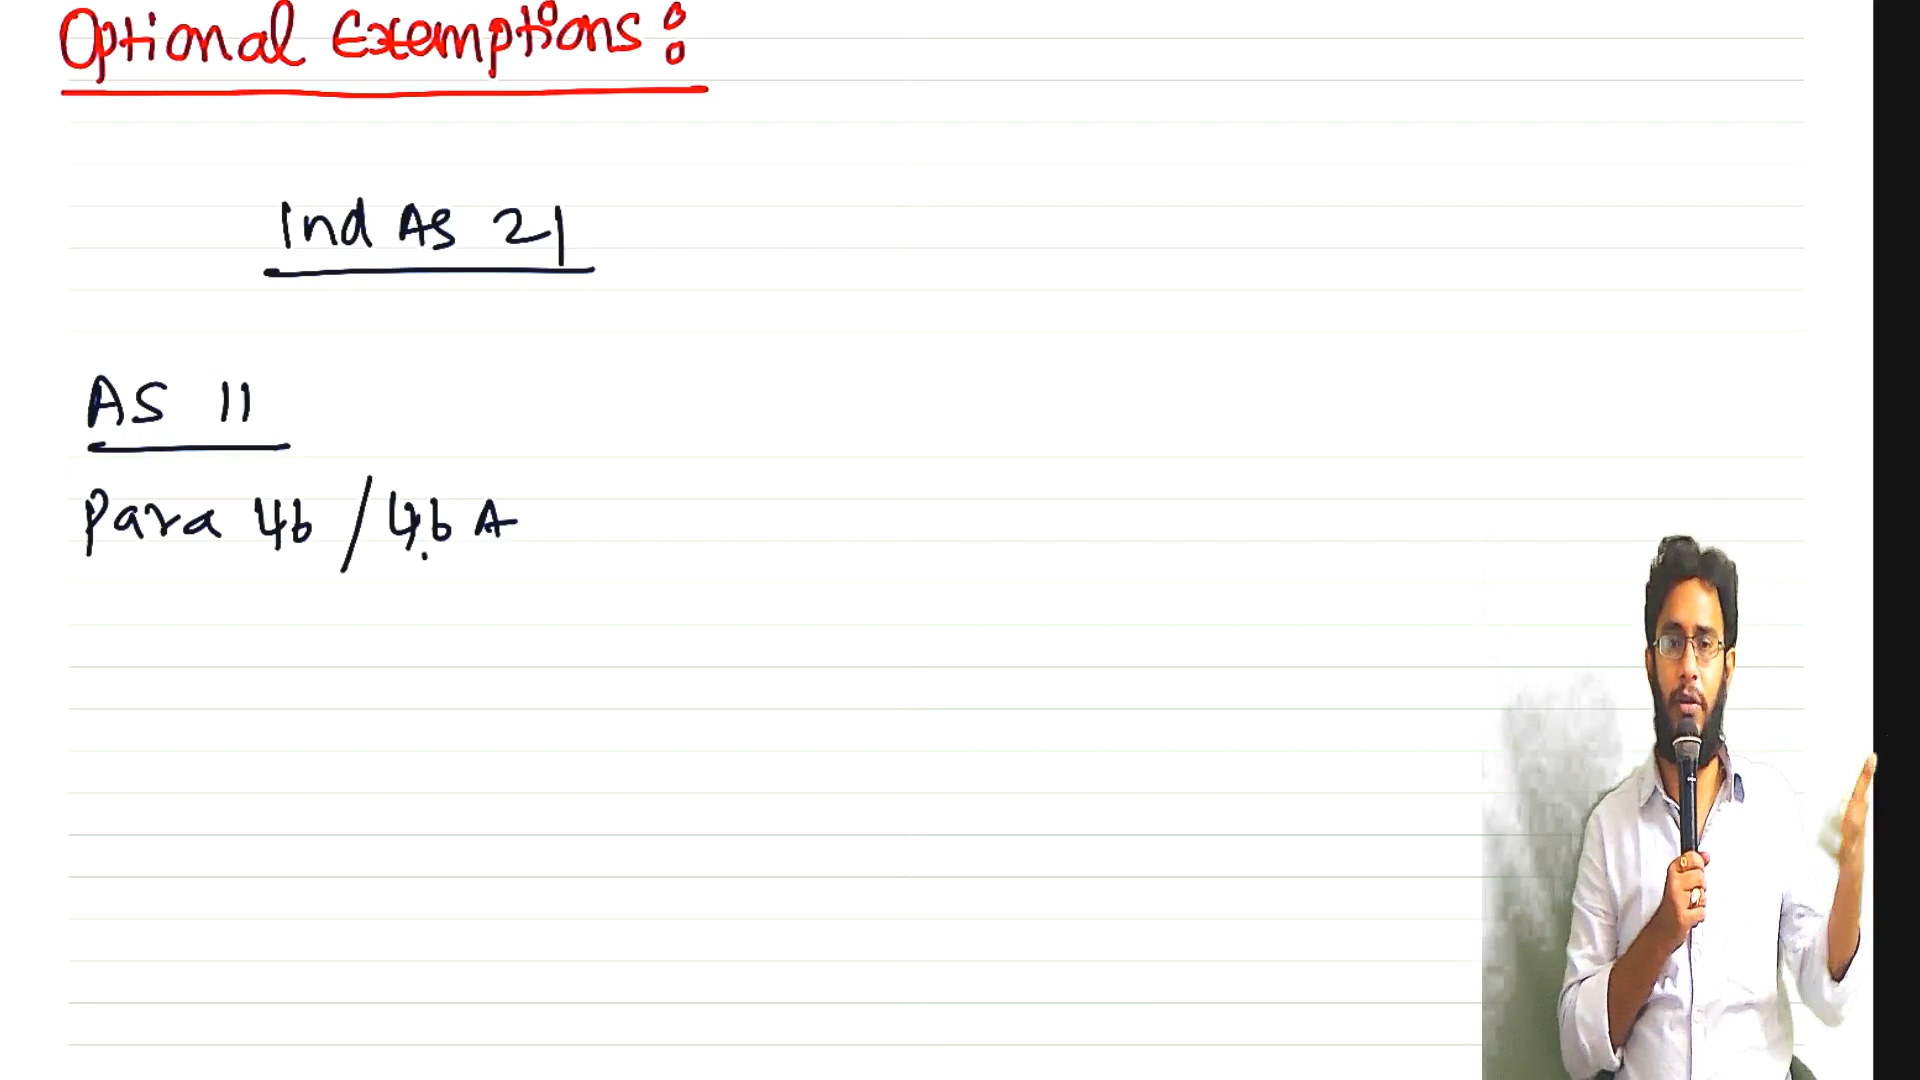 Optional Exemptions:
Ind AS 21
AS 11
Para 46 / 46 A